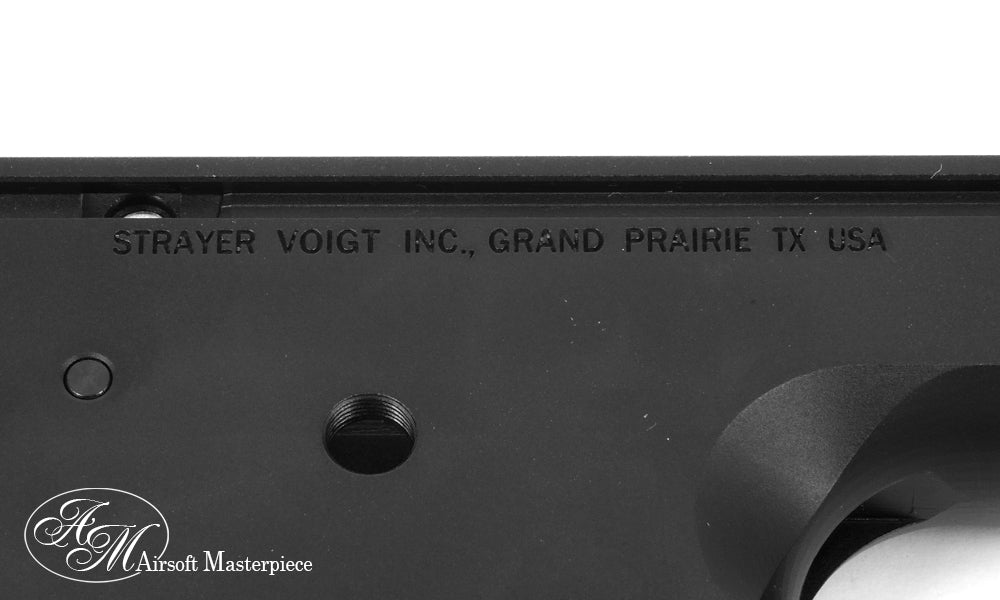 STRAYER VOIGT INC., GRAND PRAIRIE TX USA
AM Airsoft Masterpiece